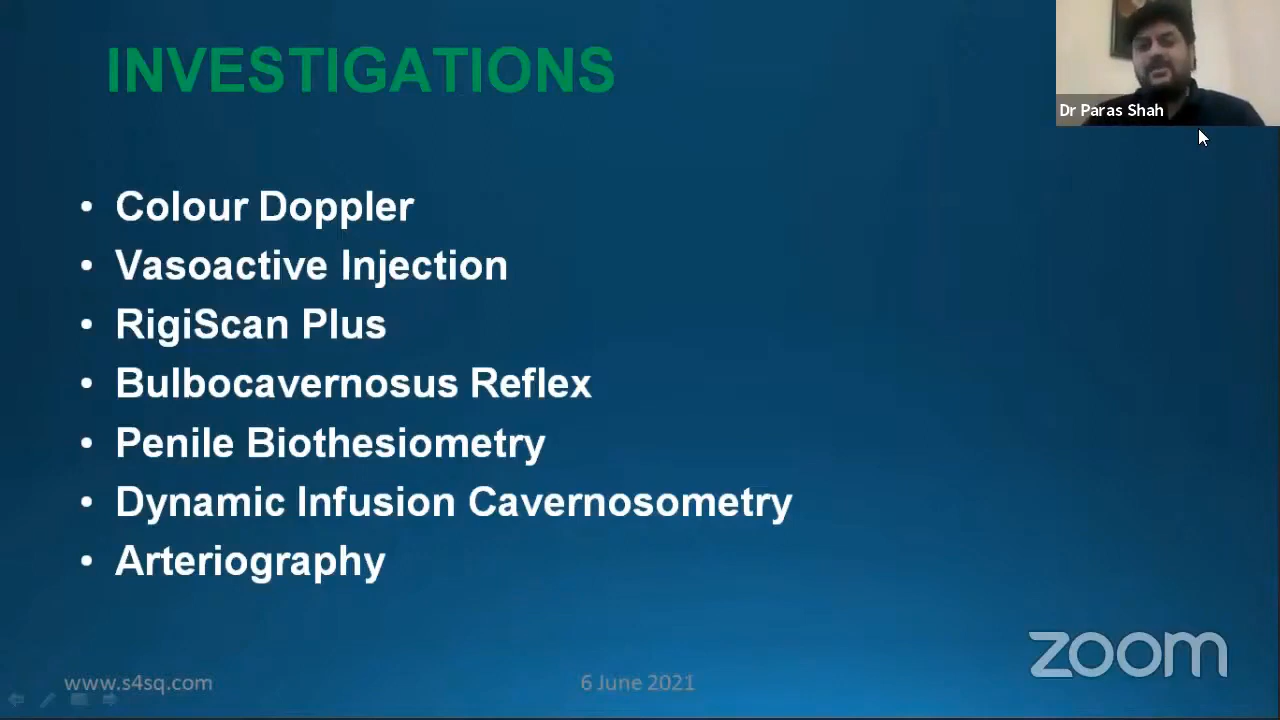 INVESTIGATIONS
Dr Paras Shah
• Colour Doppler
• Vasoactive Injection
• RigiScan Plus
• Bulbocavernosus Reflex
• Penile Biothesiometry
• Dynamic Infusion Cavernosometry
• Arteriography
zoom
www.s4sq.com
6 June 2021